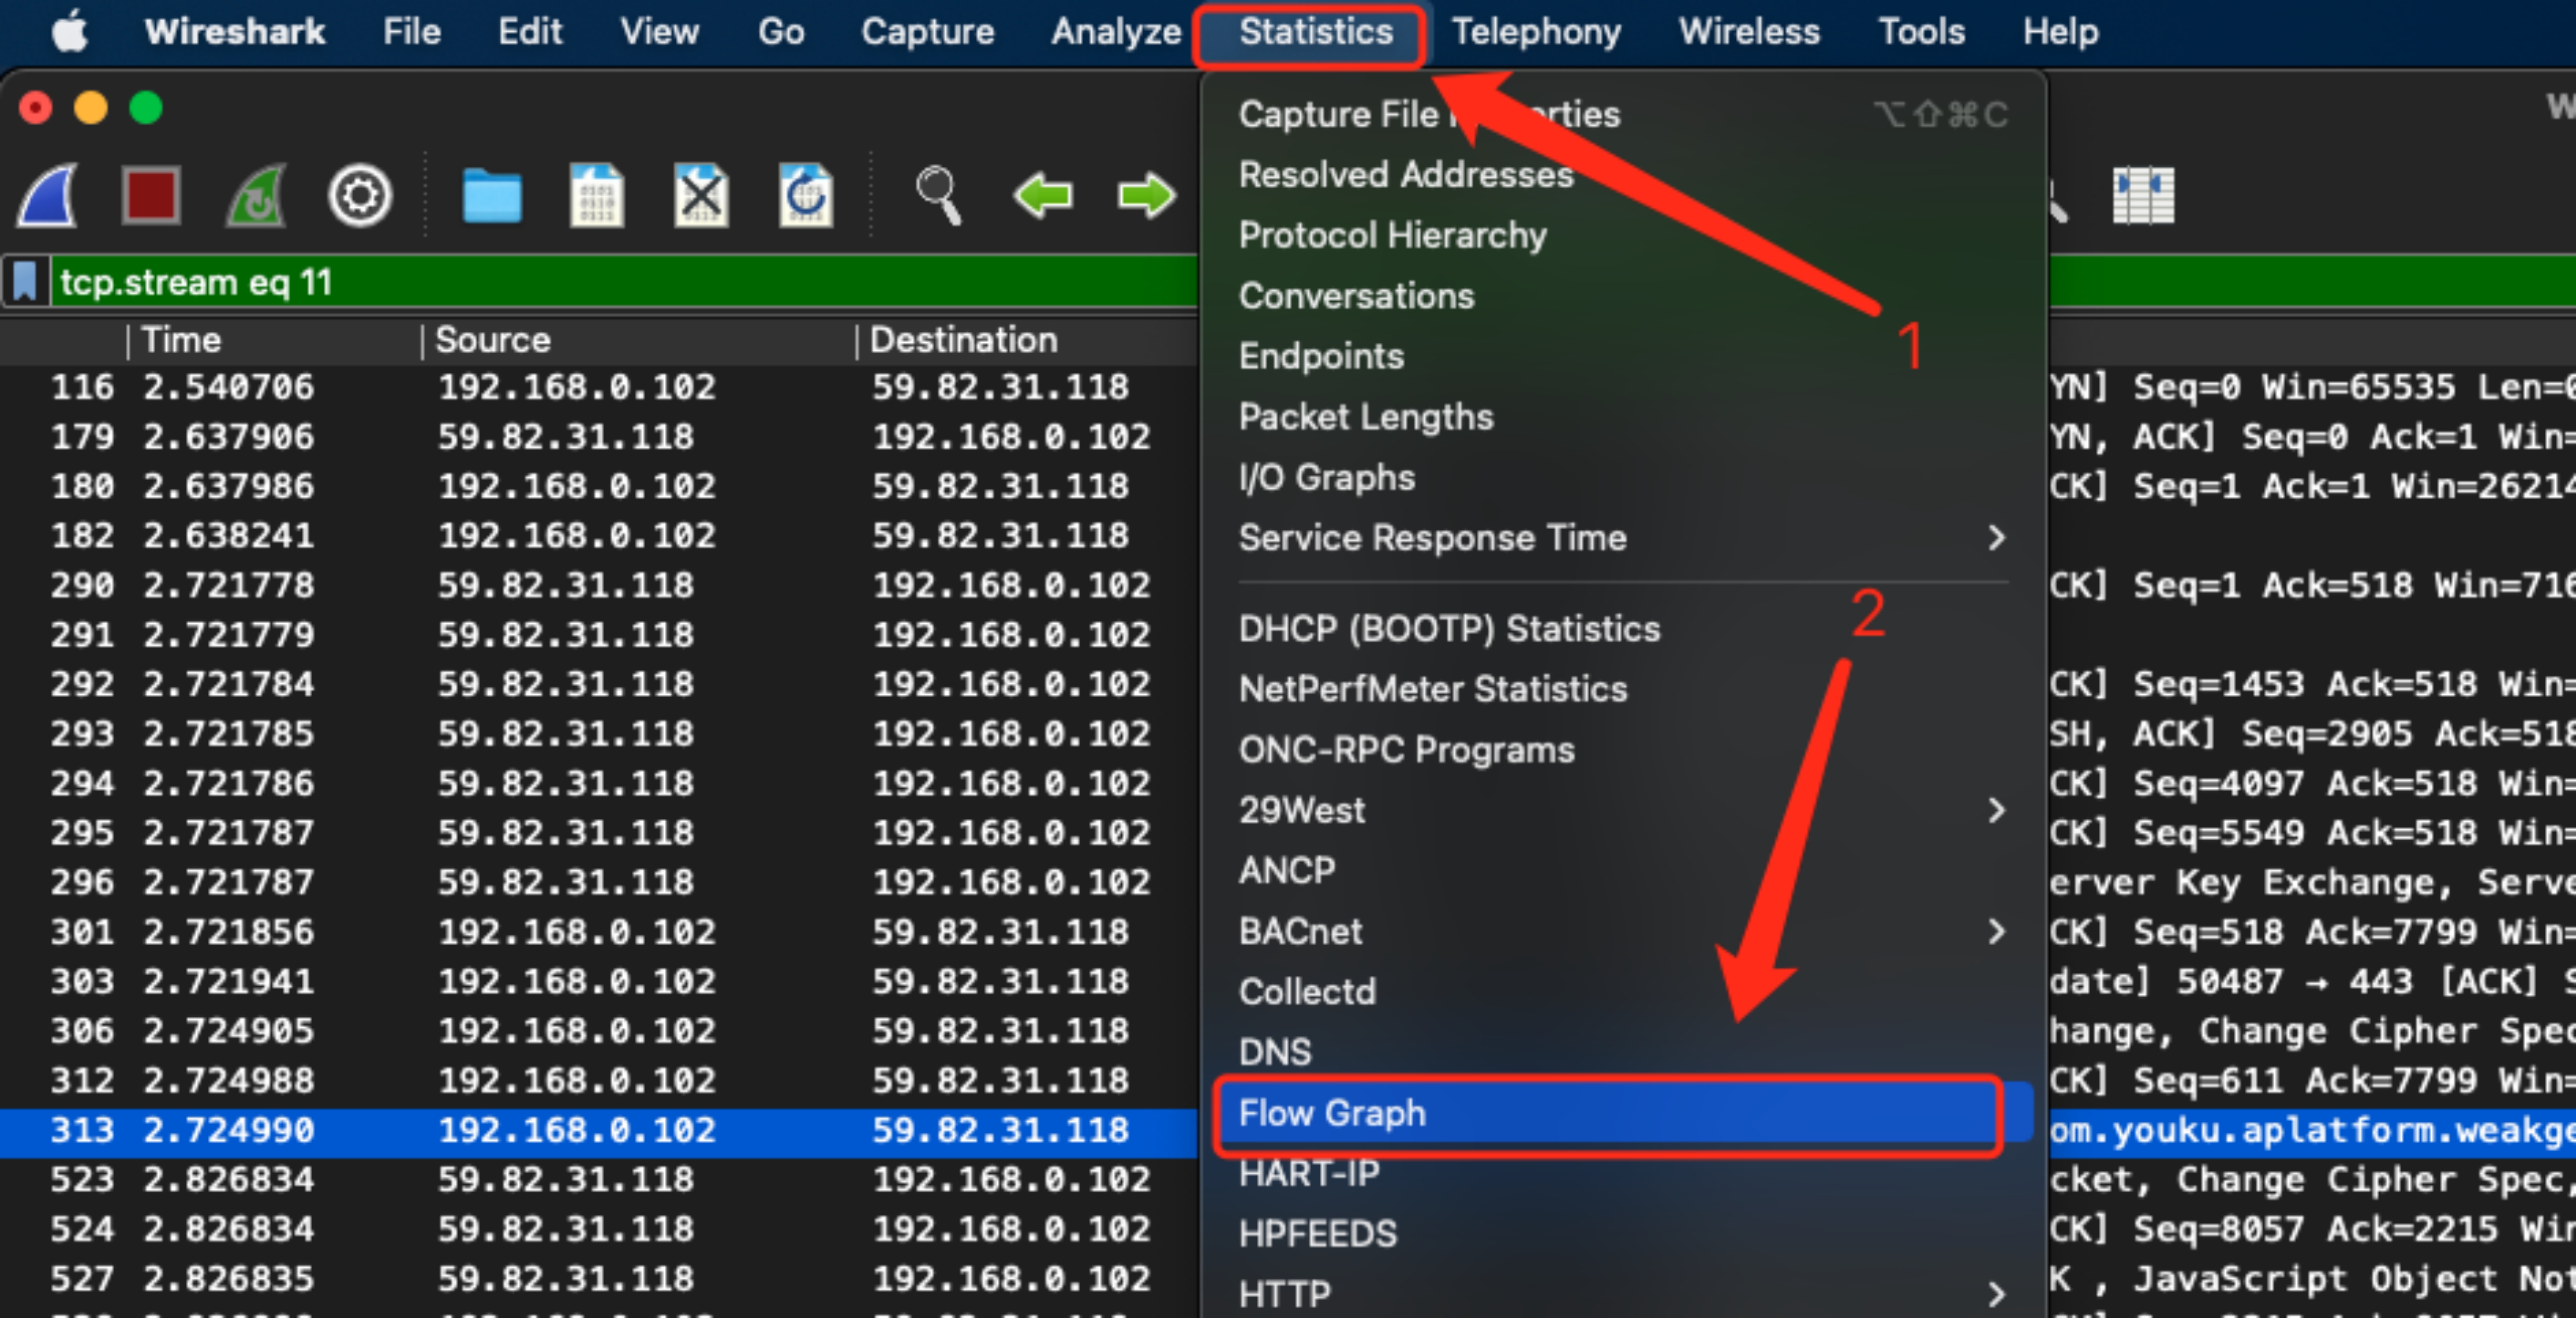 Wireshark File Edit View Go Capture Analyze Statistics Telephony Wireless Tools Help
Capture File erties ⌥⇧⌘C
Resolved Addresses
Protocol Hierarchy
Conversations
Endpoints
Packet Lengths
I/O Graphs
Service Response Time
DHCP (BOOTP) Statistics
NetPerfMeter Statistics
ONC-RPC Programs
29West
ANCP
BACnet
Collectd
DNS
Flow Graph
HART-IP
HPFEEDS
HTTP
1
2
tcp.stream eq 11
Time Source Destination
116 2.540706 192.168.0.102 59.82.31.118 YN] Seq=0 Win=65535 Len=0
179 2.637906 59.82.31.118 192.168.0.102 YN, ACK] Seq=0 Ack=1 Win=
180 2.637986 192.168.0.102 59.82.31.118 CK] Seq=1 Ack=1 Win=26214
182 2.638241 192.168.0.102 59.82.31.118
290 2.721778 59.82.31.118 192.168.0.102 CK] Seq=1 Ack=518 Win=716
291 2.721779 59.82.31.118 192.168.0.102
292 2.721784 59.82.31.118 192.168.0.102 CK] Seq=1453 Ack=518 Win=
293 2.721785 59.82.31.118 192.168.0.102 SH, ACK] Seq=2905 Ack=518
294 2.721786 59.82.31.118 192.168.0.102 CK] Seq=4097 Ack=518 Win=
295 2.721787 59.82.31.118 192.168.0.102 CK] Seq=5549 Ack=518 Win=
296 2.721787 59.82.31.118 192.168.0.102 erver Key Exchange, Serve
301 2.721856 192.168.0.102 59.82.31.118 CK] Seq=518 Ack=7799 Win=
303 2.721941 192.168.0.102 59.82.31.118 date] 50487 → 443 [ACK] S
306 2.724905 192.168.0.102 59.82.31.118 hange, Change Cipher Spec
312 2.724988 192.168.0.102 59.82.31.118 CK] Seq=611 Ack=7799 Win=
313 2.724990 192.168.0.102 59.82.31.118 om.youku.aplatform.weakge
523 2.826834 59.82.31.118 192.168.0.102 cket, Change Cipher Spec,
524 2.826834 59.82.31.118 192.168.0.102 CK] Seq=8057 Ack=2215 Win
527 2.826835 59.82.31.118 192.168.0.102 K , JavaScript Object Not